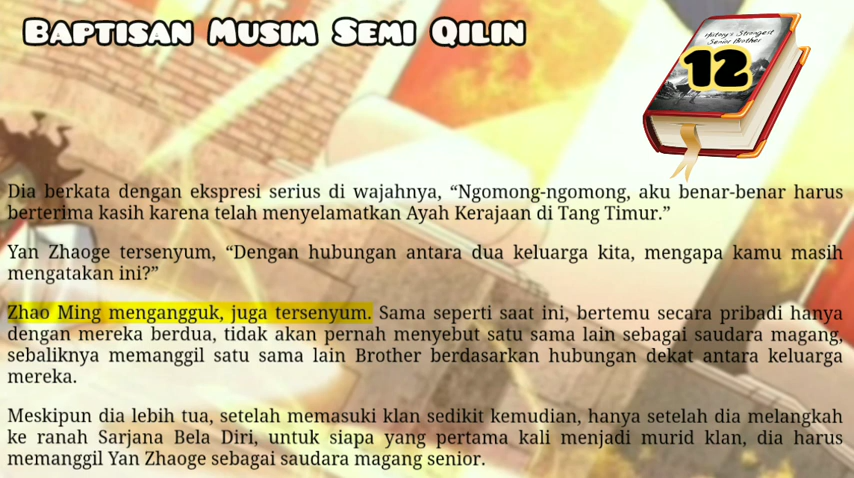 Baptisan Musim Semi Qilin
History's Strongest
Senior Brother
12
Dia berkata dengan ekspresi serius di wajahnya, “Ngomong-ngomong, aku benar-benar harus
berterima kasih karena telah menyelamatkan Ayah Kerajaan di Tang Timur.”
Yan Zhaoge tersenyum, “Dengan hubungan antara dua keluarga kita, mengapa kamu masih
mengatakan ini?”
Zhao Ming mengangguk, juga tersenyum. Sama seperti saat ini, bertemu secara pribadi hanya
dengan mereka berdua, tidak akan pernah menyebut satu sama lain sebagai saudara magang,
sebaliknya memanggil satu sama lain Brother berdasarkan hubungan dekat antara keluarga
mereka.
Meskipun dia lebih tua, setelah memasuki klan sedikit kemudian, hanya setelah dia melangkah
ke ranah Sarjana Bela Diri, untuk siapa yang pertama kali menjadi murid klan, dia harus
memanggil Yan Zhaoge sebagai saudara magang senior.